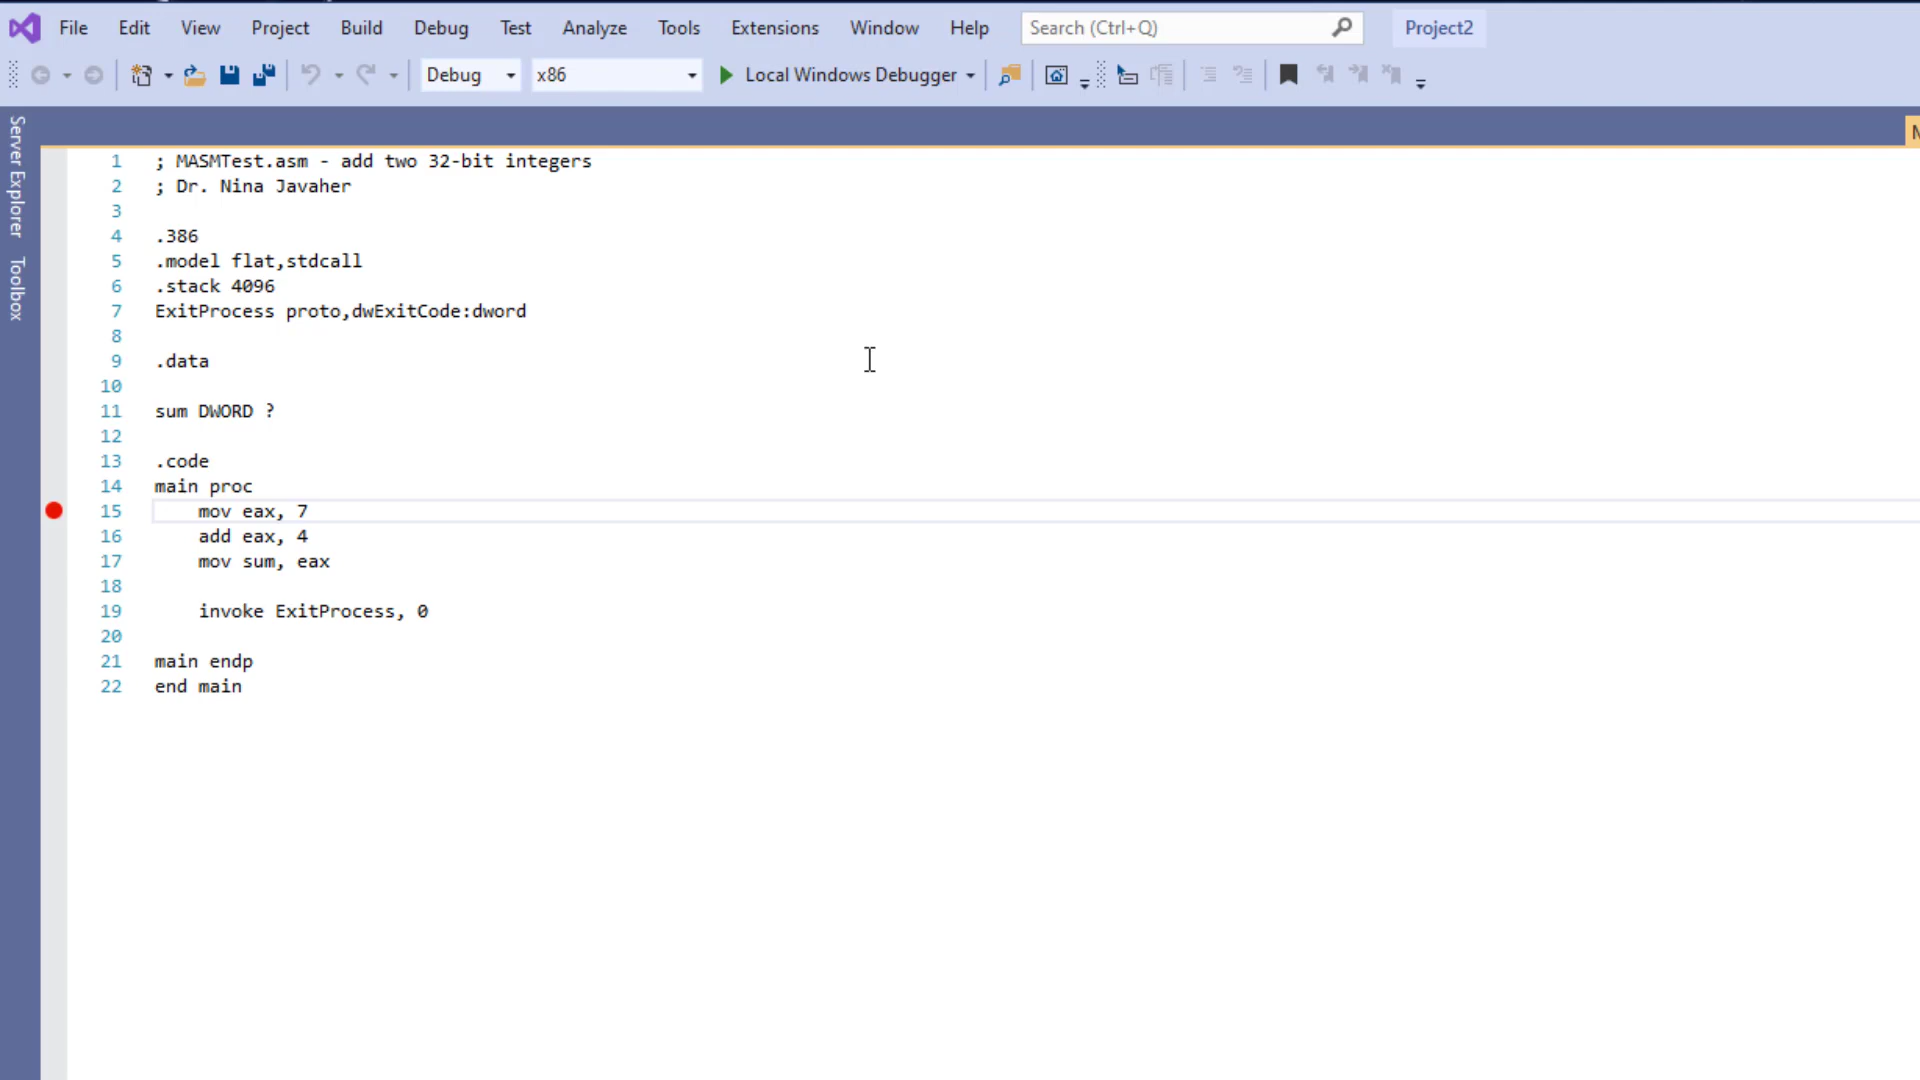 File Edit View Project Build Debug Test Analyze Tools Extensions Window Help Search (Ctrl+Q) Project2
Debug x86 Local Windows Debugger
Server Explorer
Toolbox
1 ; MASMTest.asm - add two 32-bit integers
2 ; Dr. Nina Javaher
3
4 .386
5 .model flat,stdcall
6 .stack 4096
7 ExitProcess proto,dwExitCode:dword
8
9 .data
10
11 sum DWORD ?
12
13 .code
14 main proc
15 mov eax, 7
16 add eax, 4
17 mov sum, eax
18
19 invoke ExitProcess, 0
20
21 main endp
22 end main